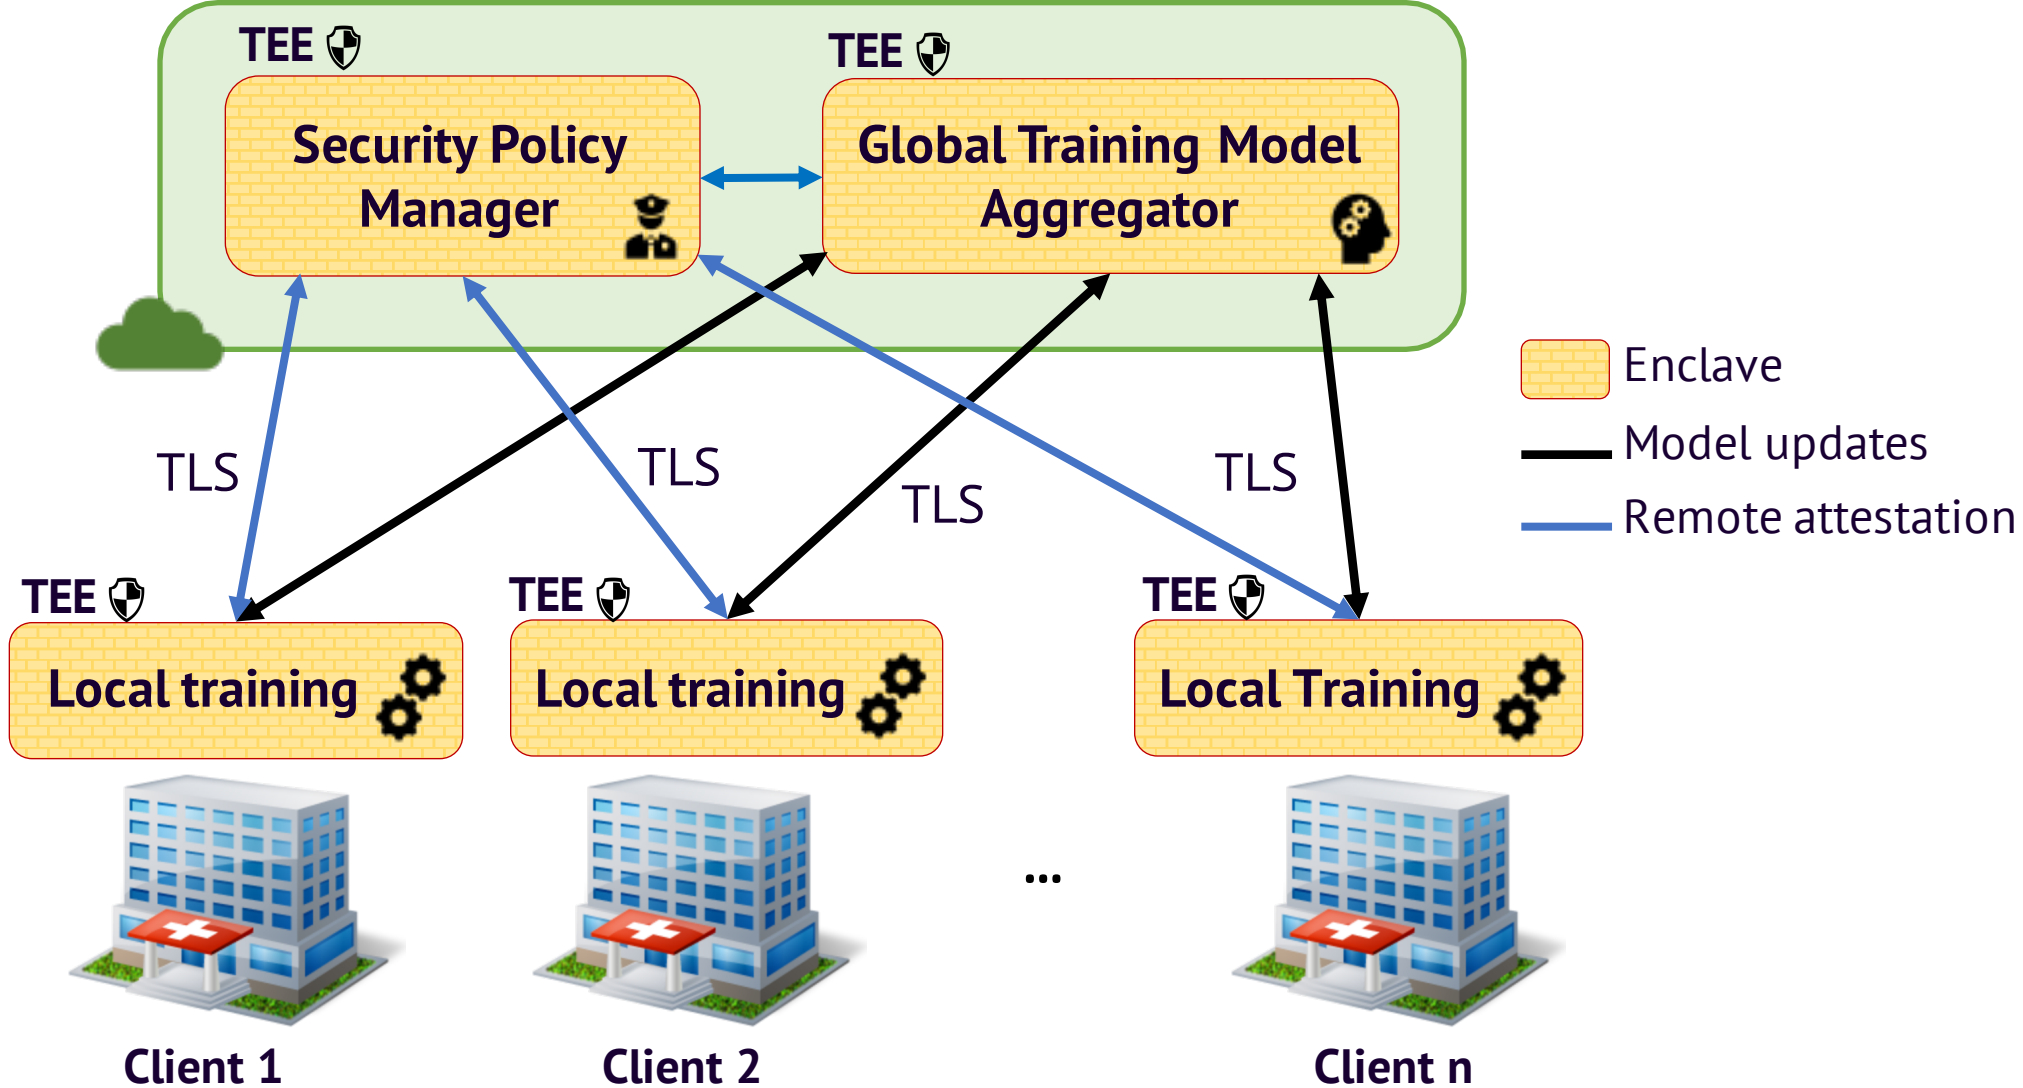 TEE
TEE
Security Policy
Manager
Global Training Model
Aggregator
Enclave
Model updates
Remote attestation
TLS
TLS
TLS
TLS
TEE
TEE
TEE
Local training
Local training
Local Training
...
Client 1
Client 2
Client n